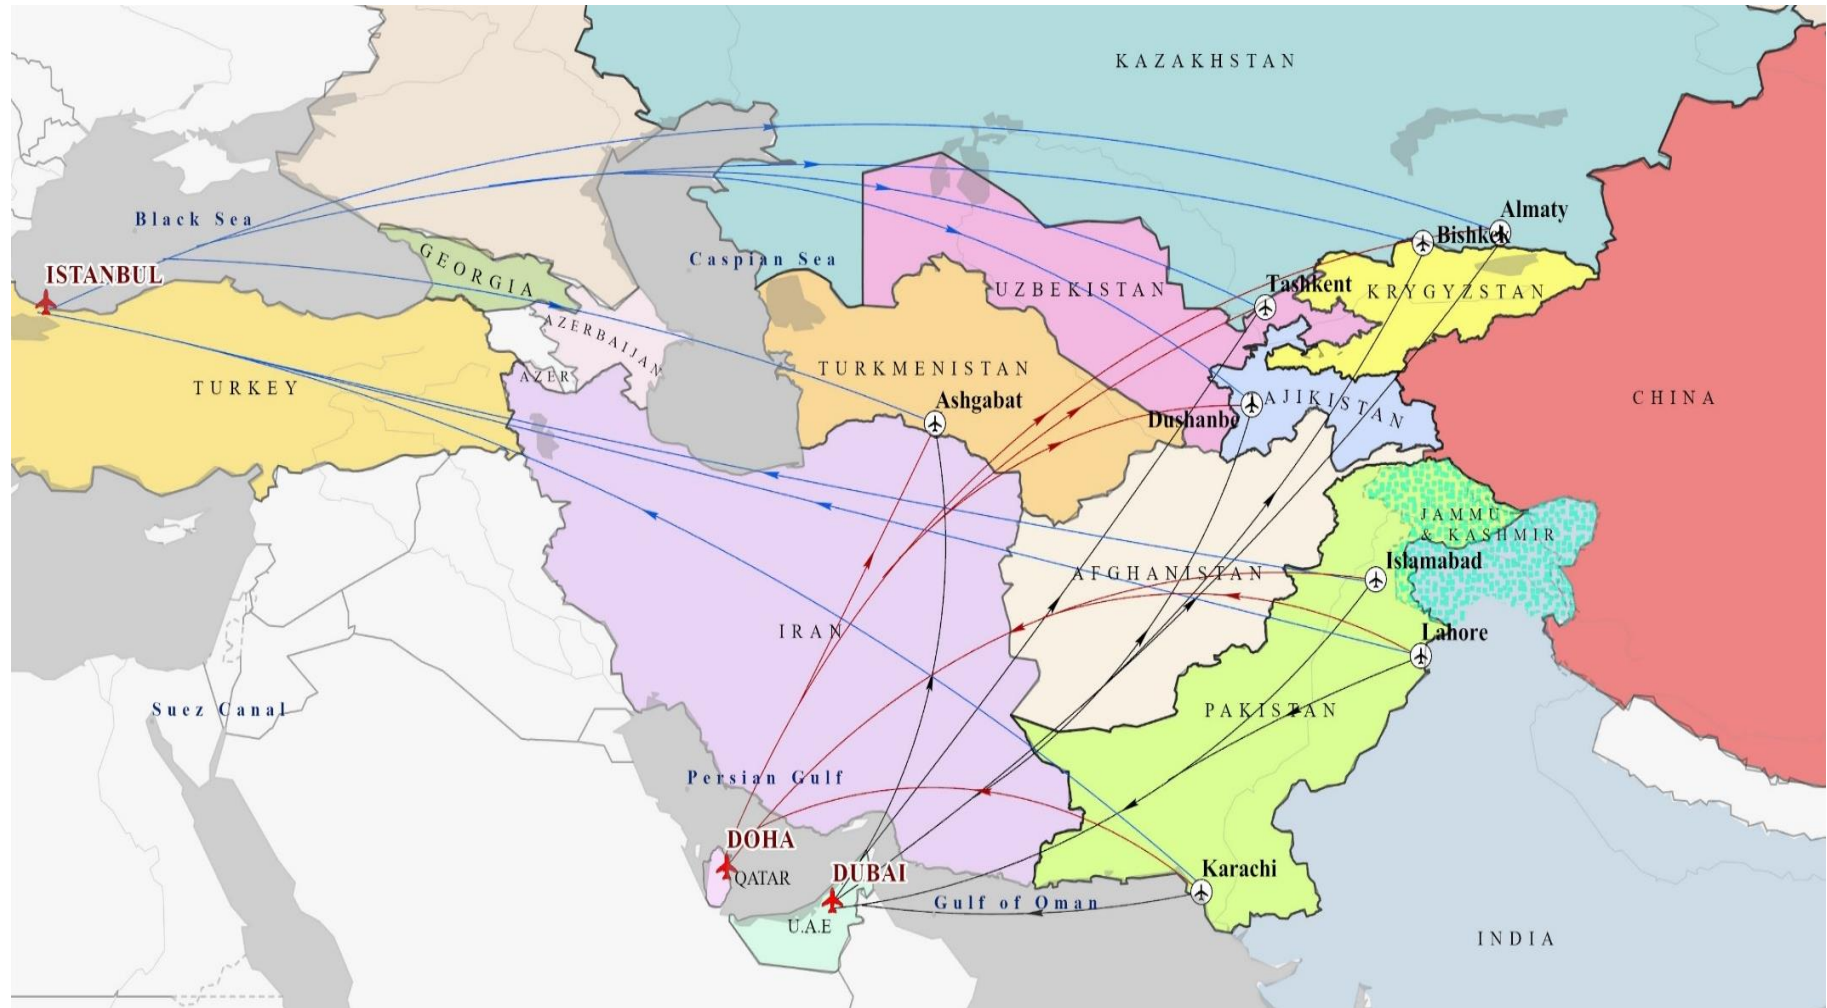 KAZAKHSTAN
Almaty
Black Sea
Bishkek
GEORGIA
Caspian Sea
ISTANBUL
Tashkent
UZBEKISTAN
KRYGYZSTAN
AZERBAIJAN
TURKMENISTAN
AZER
TURKEY
Ashgabat
AJIKISTAN
CHINA
Dushanbe
JAMMU
& KASHMIR
Islamabad
AFGHANISTAN
IRAN
Lahore
Suez Canal
PAKISTAN
Persian Gulf
DOHA
QATAR
DUBAI
Karachi
Gulf of Oman
U.A.E
INDIA